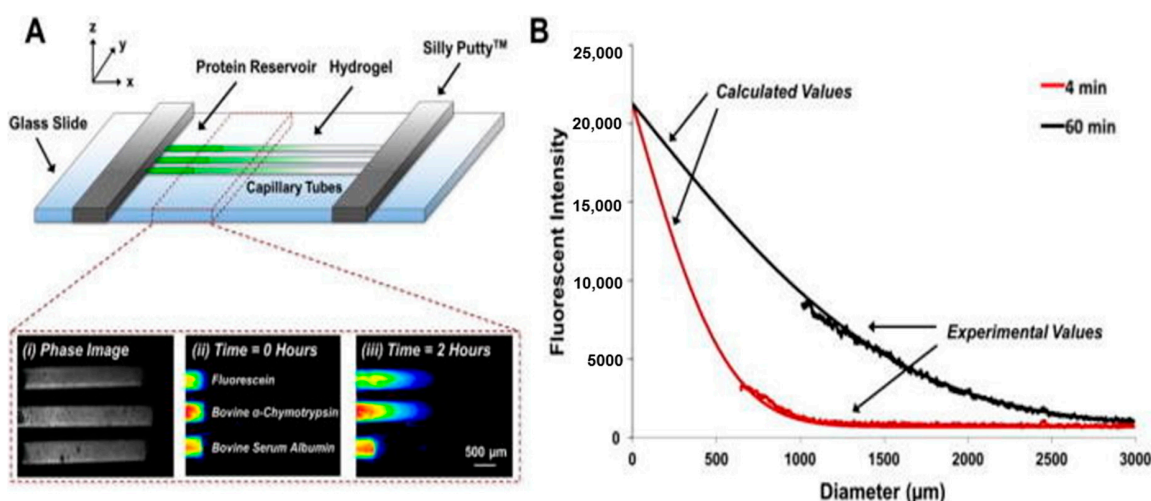 A
z
y
x
Glass Slide
Protein Reservoir
Hydrogel
Silly Putty™
Capillary Tubes
(i) Phase Image
(ii) Time = 0 Hours
Fluorescein
Bovine α-Chymotrypsin
Bovine Serum Albumin
(iii) Time = 2 Hours
500 µm
B
25,000
20,000
15,000
10,000
5000
0
Fluorescent Intensity
Calculated Values
4 min
60 min
Experimental Values
0
500
1000
1500
2000
2500
3000
Diameter (µm)